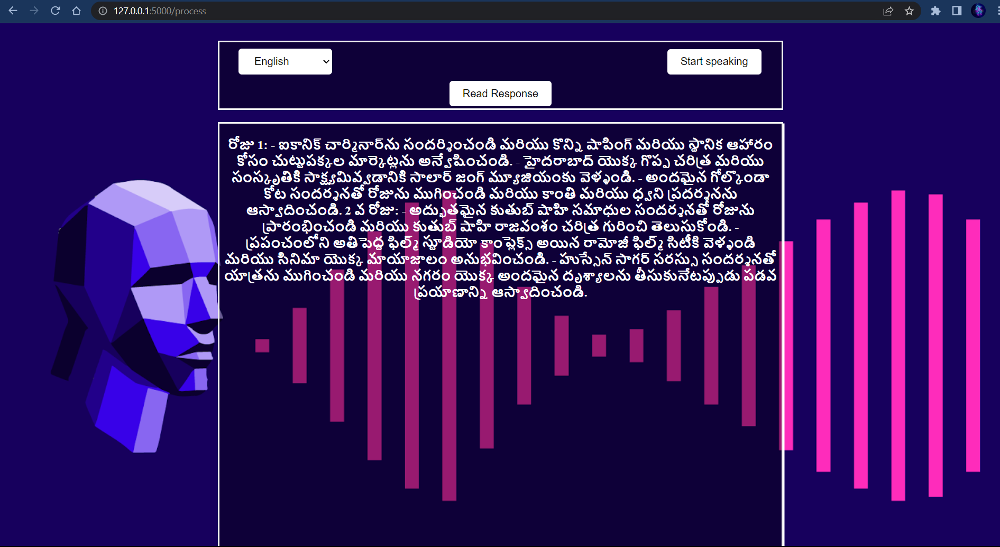 127.0.0.1:5000/process
English
Start speaking
Read Response
రోజు 1: - ఐకానిక్ చార్మినార్‌ను సందర్శించండి మరియు కొన్ని షాపింగ్ మరియు స్థానిక ఆహారం
కోసం చుట్టుపక్కల మార్కెట్లను అన్వేషించండి. - హైదరాబాద్ యొక్క గొప్ప చరిత్ర మరియు
సంస్కృతికి సాక్ష్యమివ్వడానికి సాలార్ జంగ్ మ్యూజియంకు వెళ్ళండి. - అందమైన గోల్కొండా
కోట సందర్శనతో రోజును ముగించండి మరియు కాంతి మరియు ధ్వని ప్రదర్శనను
ఆస్వాదించండి. 2 వ రోజు: - అద్భుతమైన కుతుబ్ షాహి సమాధుల సందర్శనతో రోజును
ప్రారంభించండి మరియు కుతుబ్ షాహి రాజవంశం చరిత్ర గురించి తెలుసుకోండి. -
ప్రపంచంలోని అతిపెద్ద ఫిల్మ్ స్టూడియో కాంప్లెక్స్ అయిన రామోజీ ఫిల్మ్ సిటీకి వెళ్ళండి
మరియు సినిమా యొక్క మాయాజాలం అనుభవించండి. - హుస్సేన్ సాగర్ సరస్సు సందర్శనతో
యాత్రను ముగించండి మరియు నగరం యొక్క అందమైన దృశ్యాలను తీసుకునేటప్పుడు పడవ
ప్రయాణాన్ని ఆస్వాదించండి.